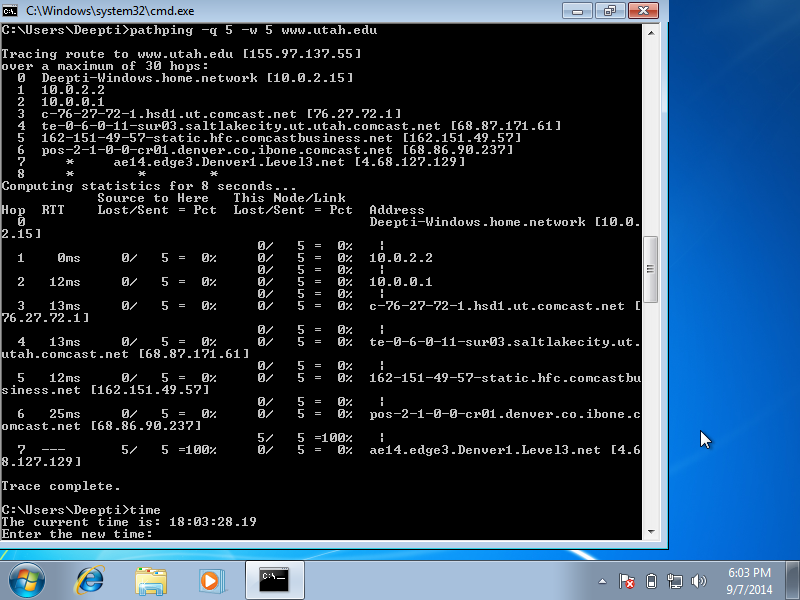 C:\Windows\system32\cmd.exe
C:\Users\Deepti>pathping -q 5 -w 5 www.utah.edu
Tracing route to www.utah.edu [155.97.137.55]
over a maximum of 30 hops:
  0  Deepti-Windows.home.network [10.0.2.15]
  1  10.0.2.2
  2  10.0.0.1
  3  c-76-27-72-1.hsd1.ut.comcast.net [76.27.72.1]
  4  te-0-6-0-11-sur03.saltlakecity.ut.utah.comcast.net [68.87.171.61]
  5  162-151-49-57-static.hfc.comcastbusiness.net [162.151.49.57]
  6  pos-2-1-0-0-cr01.denver.co.ibone.comcast.net [68.86.90.237]
  7     *     ae14.edge3.Denver1.Level3.net [4.68.127.129]
  8     *        *        *
Computing statistics for 8 seconds...
            Source to Here   This Node/Link
Hop  RTT    Lost/Sent = Pct  Lost/Sent = Pct  Address
  0                                           Deepti-Windows.home.network [10.0.
2.15]
                                0/   5 =  0%   |
  1    0ms     0/   5 =  0%     0/   5 =  0%  10.0.2.2
                                0/   5 =  0%   |
  2   12ms     0/   5 =  0%     0/   5 =  0%  10.0.0.1
                                0/   5 =  0%   |
  3   13ms     0/   5 =  0%     0/   5 =  0%  c-76-27-72-1.hsd1.ut.comcast.net [
76.27.72.1]
                                0/   5 =  0%   |
  4   13ms     0/   5 =  0%     0/   5 =  0%  te-0-6-0-11-sur03.saltlakecity.ut.
utah.comcast.net [68.87.171.61]
                                0/   5 =  0%   |
  5   12ms     0/   5 =  0%     0/   5 =  0%  162-151-49-57-static.hfc.comcastbu
siness.net [162.151.49.57]
                                0/   5 =  0%   |
  6   25ms     0/   5 =  0%     0/   5 =  0%  pos-2-1-0-0-cr01.denver.co.ibone.c
omcast.net [68.86.90.237]
                                5/   5 =100%   |
  7  ---       5/   5 =100%     0/   5 =  0%  ae14.edge3.Denver1.Level3.net [4.6
8.127.129]
Trace complete.
C:\Users\Deepti>time
The current time is: 18:03:28.19
Enter the new time:
6:03 PM
9/7/2014